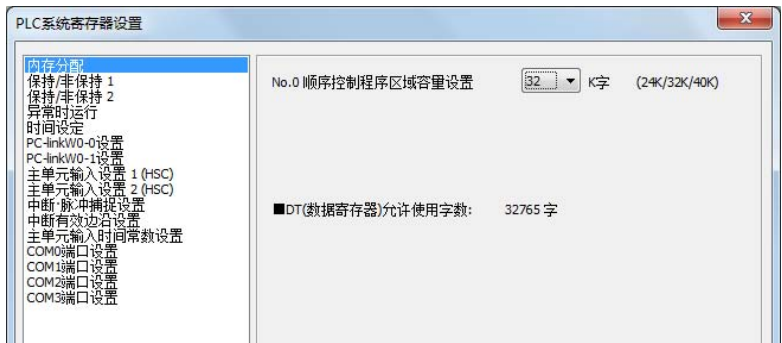 PLC系统寄存器设置
内存分配
保持/非保持 1
保持/非保持 2
异常时运行
时间设定
PC-linkW0-0设置
PC-linkW0-1设置
主单元输入设置 1 (HSC)
主单元输入设置 2 (HSC)
中断·脉冲捕捉设置
中断有效边沿设置
主单元输入时间常数设置
COM0端口设置
COM1端口设置
COM2端口设置
COM3端口设置
No.0 顺序控制程序区域容量设置 32 K字 (24K/32K/40K)
■DT(数据寄存器)允许使用字数: 32765 字